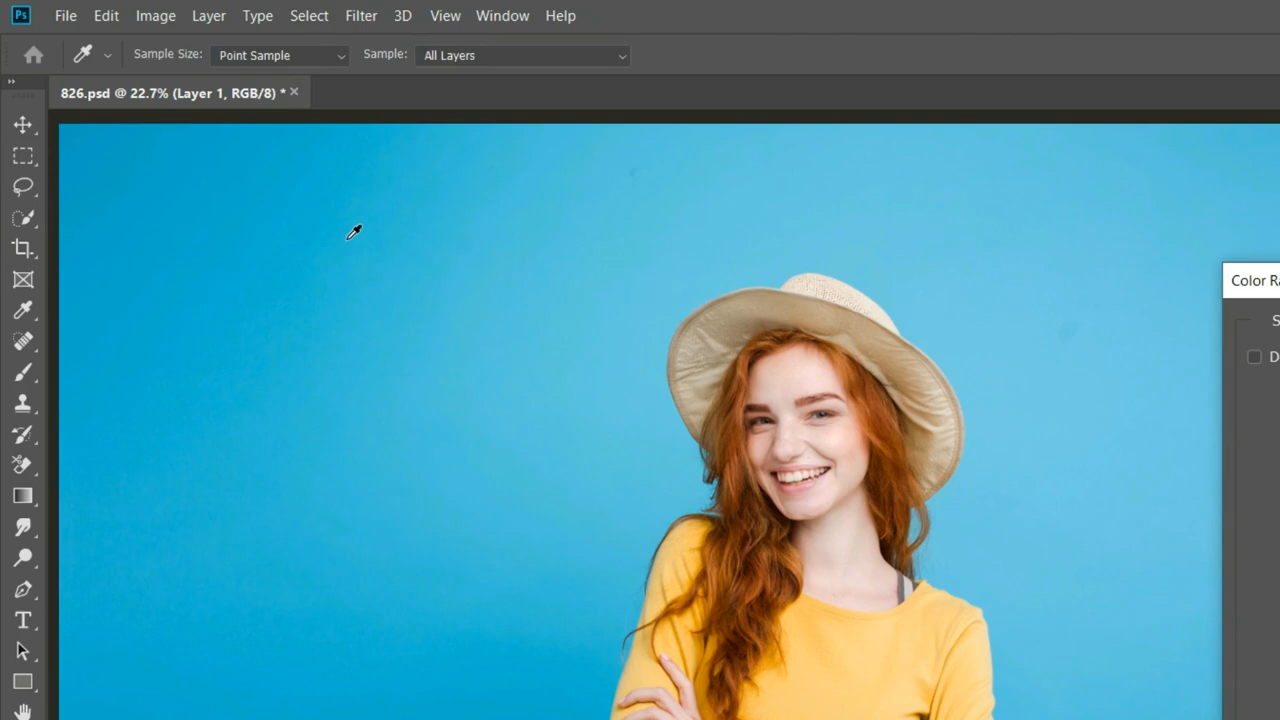 Ps File Edit Image Layer Type Select Filter 3D View Window Help
Sample Size: Point Sample Sample: All Layers
826.psd @ 22.7% (Layer 1, RGB/8) *
Color Ra
S
D
T